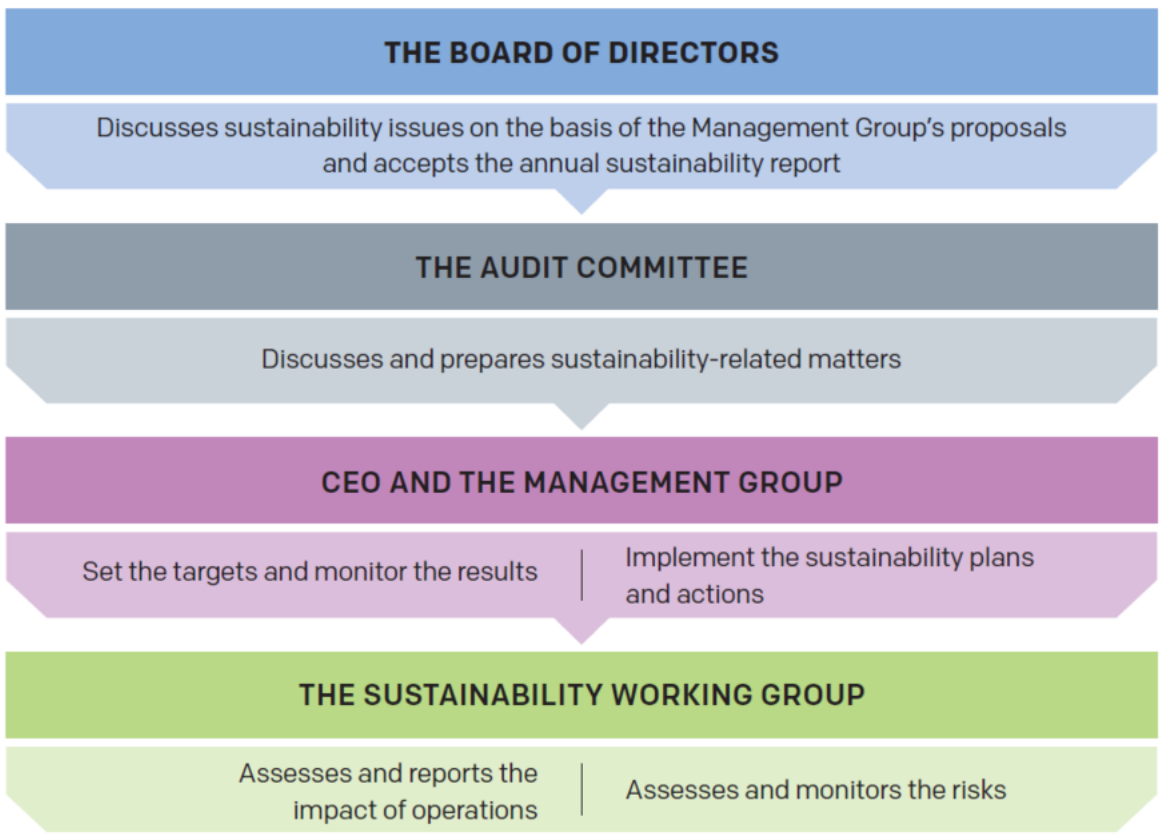 THE BOARD OF DIRECTORS
Discusses sustainability issues on the basis of the Management Group’s proposals
and accepts the annual sustainability report
THE AUDIT COMMITTEE
Discusses and prepares sustainability-related matters
CEO AND THE MANAGEMENT GROUP
Set the targets and monitor the results
Implement the sustainability plans
and actions
THE SUSTAINABILITY WORKING GROUP
Assesses and reports the
impact of operations
Assesses and monitors the risks